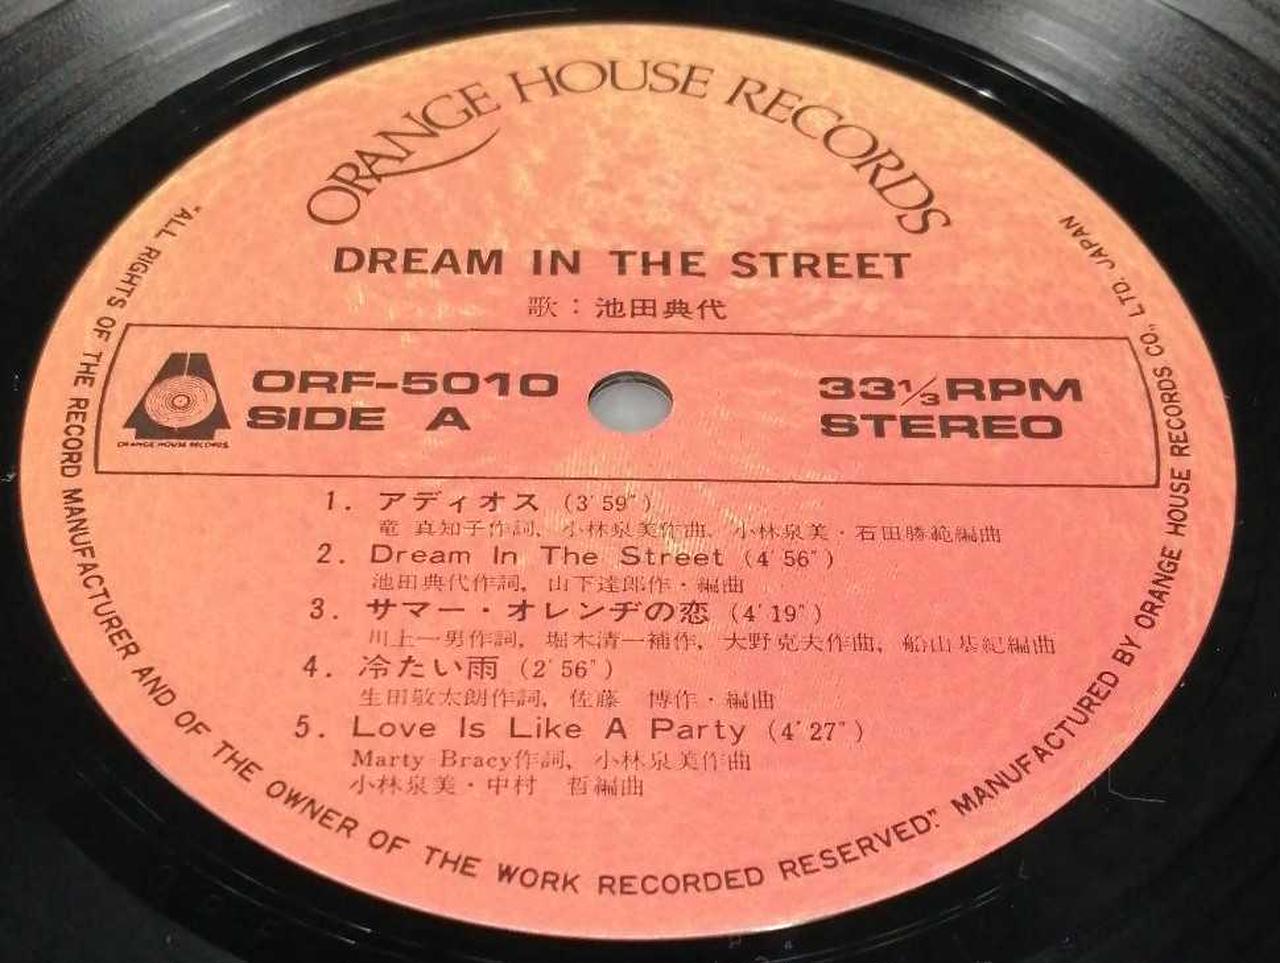 ORANGE HOUSE RECORDS
DREAM IN THE STREET
歌：池田典代
ORF-5010
SIDE A
ORANGE HOUSE RECORDS
33⅓RPM
STEREO
1. アディオス (3′59″)
竜 真知子作詞、小林泉美作曲、小林泉美・石田勝範編曲
2. Dream In The Street (4′56″)
池田典代作詞、山下達郎作・編曲
3. サマー・オレンヂの恋 (4′19″)
川上一男作詞、堀木清一補作、大野克夫作曲、船山基紀編曲
4. 冷たい雨 (2′56″)
生田敬太朗作詞、佐藤 博作・編曲
5. Love Is Like A Party (4′27″)
Marty Bracy作詞、小林泉美作曲
小林泉美・中村 哲編曲
"ALL RIGHTS OF THE RECORD MANUFACTURER AND OF THE OWNER OF THE WORK RECORDED RESERVED." MANUFACTURED BY ORANGE HOUSE RECORDS CO., LTD. JAPAN